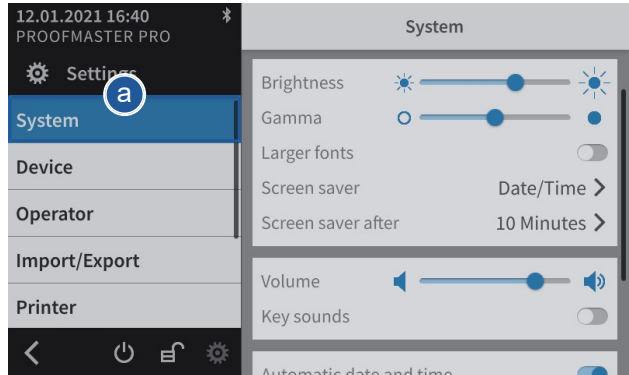 12.01.2021 16:40
PROOFMASTER PRO
Settings
a
System
Device
Operator
Import/Export
Printer
System
Brightness
Gamma
Larger fonts
Screen saver Date/Time
Screen saver after 10 Minutes
Volume
Key sounds
Automatic date and time